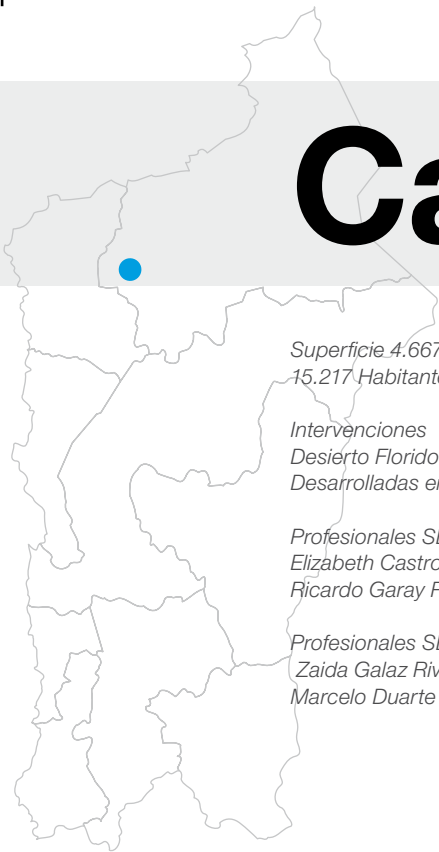 Ca
Superficie 4.667
15.217 Habitante
Intervenciones
Desierto Florido
Desarrolladas e
Profesionales S
Elizabeth Castro
Ricardo Garay
Profesionales S
Zaida Galaz Riv
Marcelo Duarte